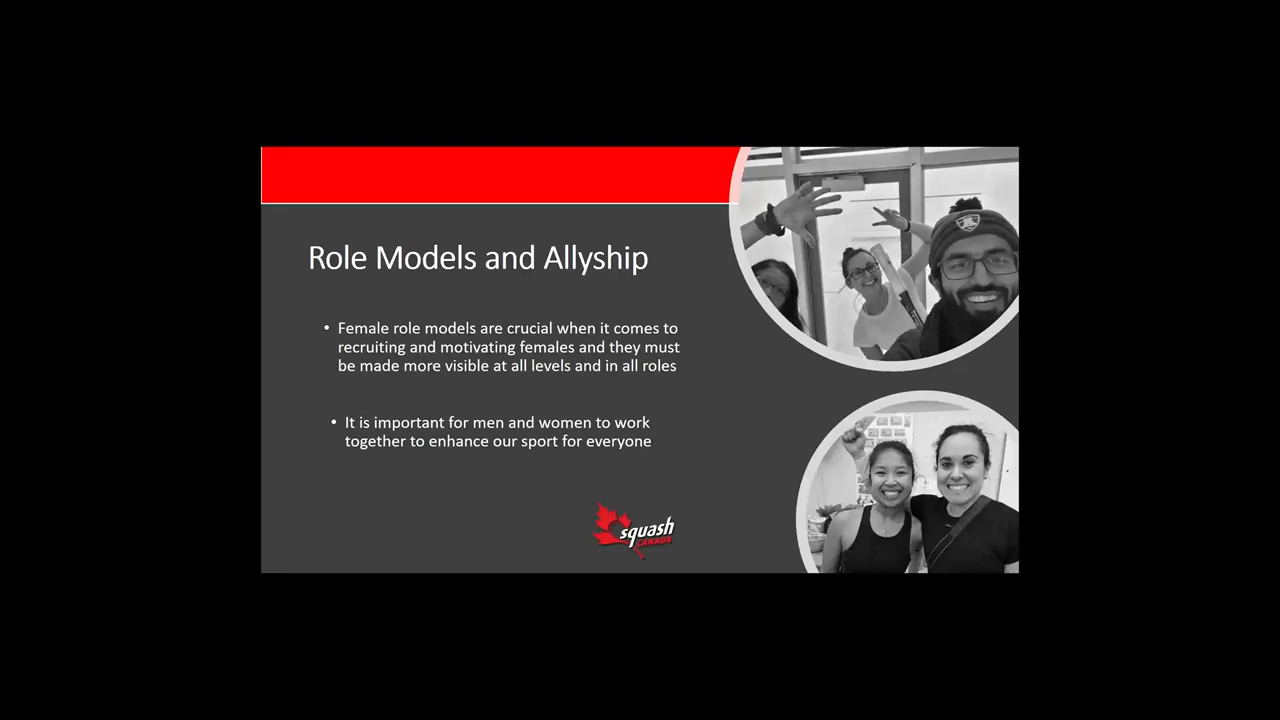 Role Models and Allyship
• Female role models are crucial when it comes to
recruiting and motivating females and they must
be made more visible at all levels and in all roles
• It is important for men and women to work
together to enhance our sport for everyone
squash
CANADA